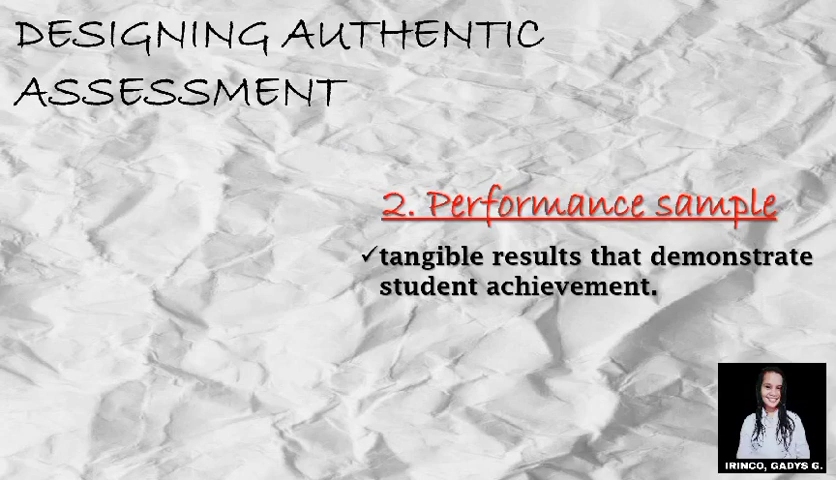 DESIGNING AUTHENTIC
ASSESSMENT
2. Performance sample
✓tangible results that demonstrate
student achievement.
IRINCO, GADYS G.